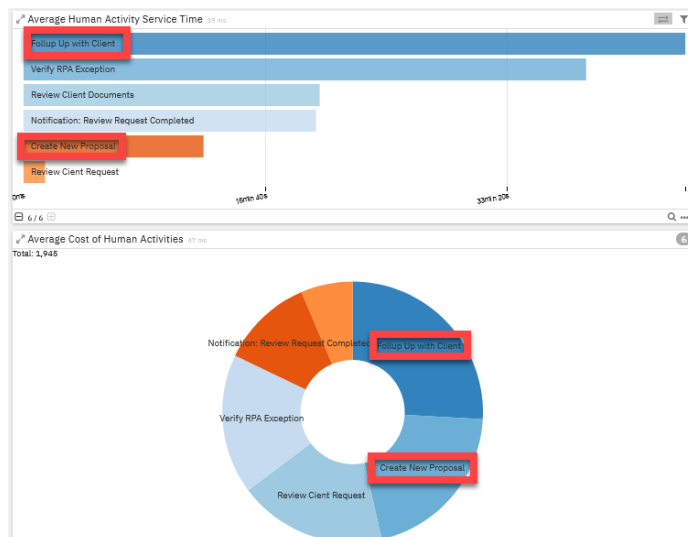 Average Human Activity Service Time 39 ms
Follup Up with Client
Verify RPA Exception
Review Client Documents
Notification: Review Request Completed
Create New Proposal
Review Cient Request
0ms
16min 40s
33min 20s
6/6
Average Cost of Human Activities 47 ms
6
Total: 1,945
Notification: Review Request Completed
Follup Up with Client
Verify RPA Exception
Create New Proposal
Review Cient Request